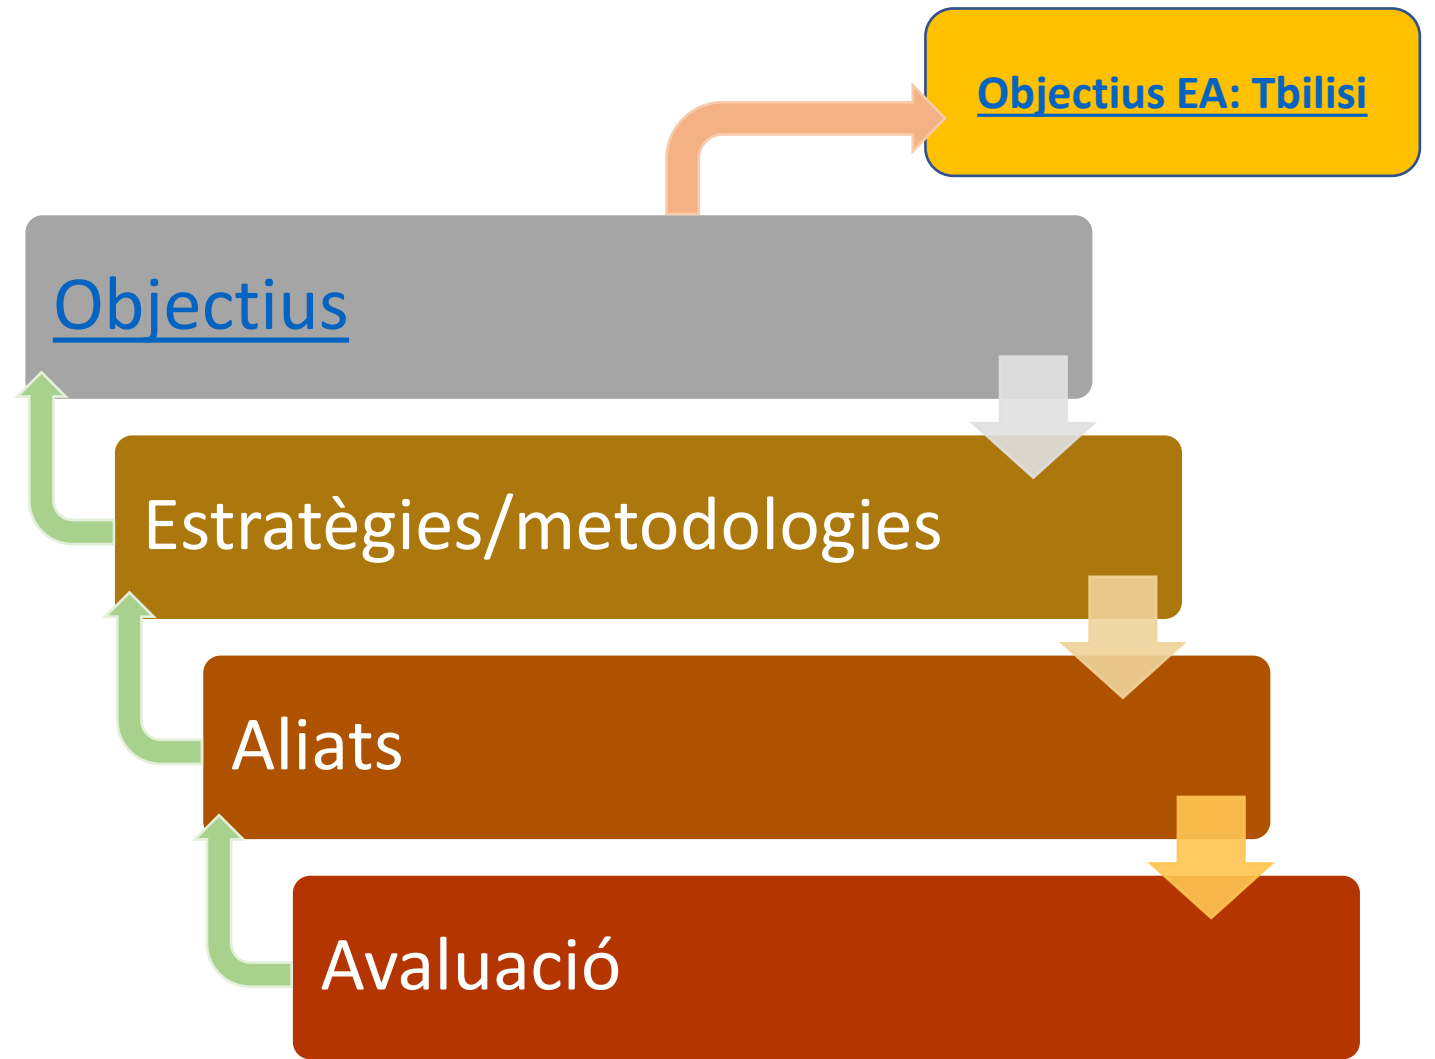 Objectius EA: Tbilisi
Objectius
Estratègies/metodologies
Aliats
Avaluació